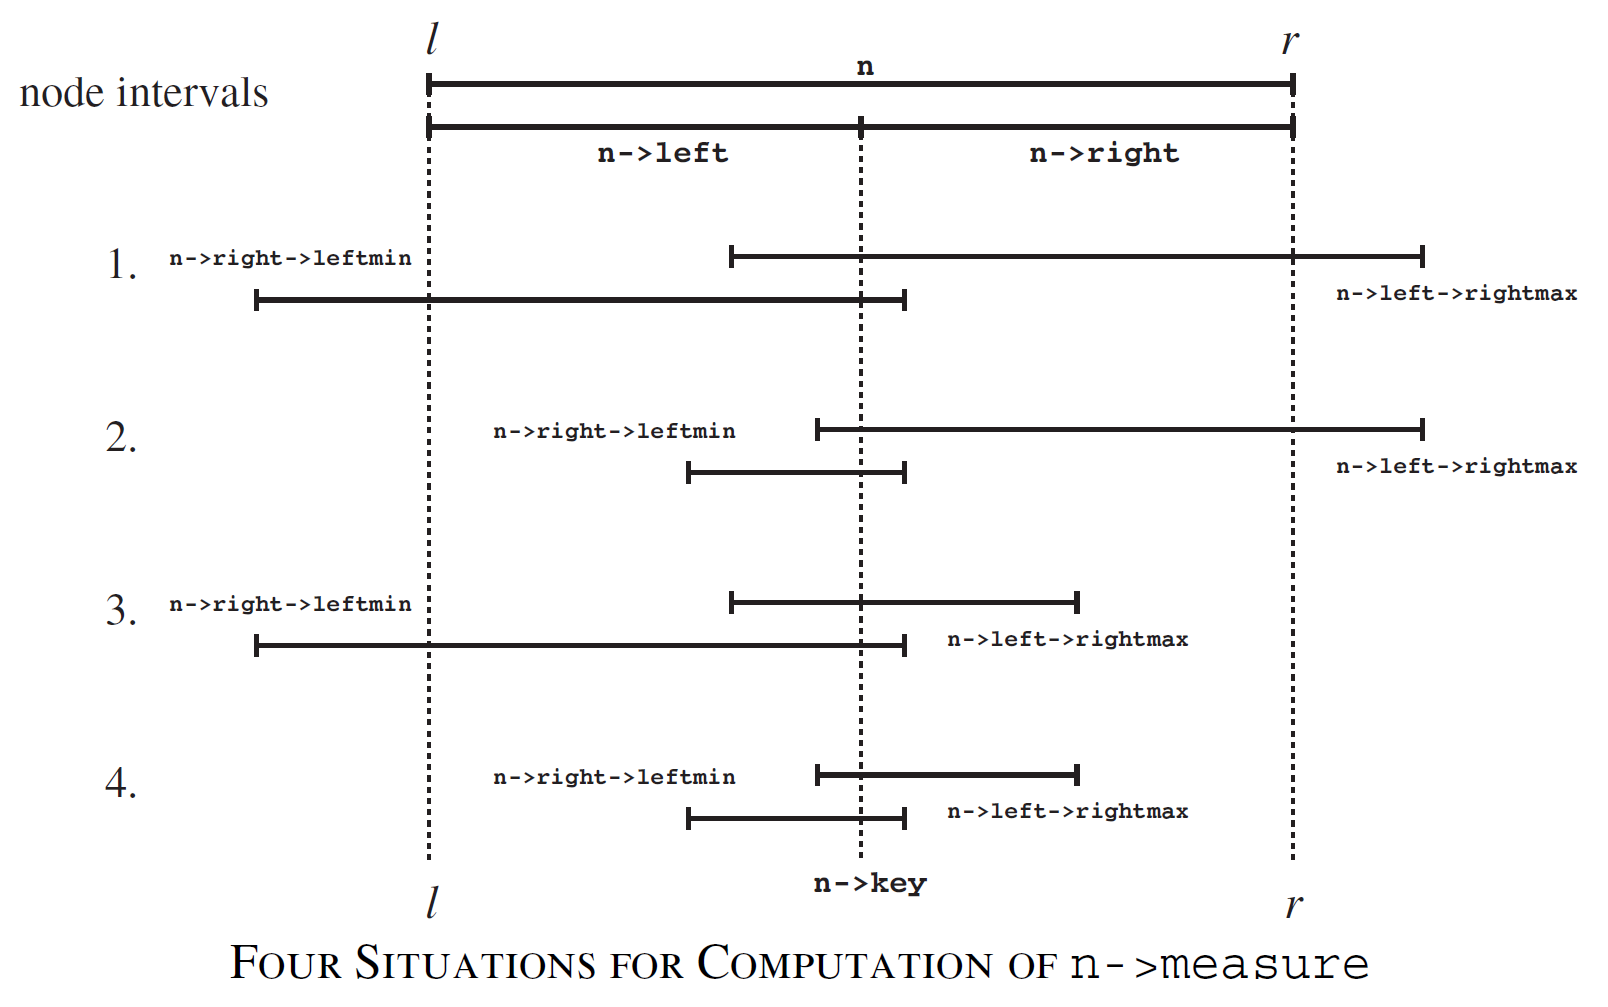 l r
n
node intervals
n->left n->right
1. n->right->leftmin
n->left->rightmax
2. n->right->leftmin
n->left->rightmax
3. n->right->leftmin
n->left->rightmax
4. n->right->leftmin
n->left->rightmax
n->key
l r
FOUR SITUATIONS FOR COMPUTATION OF n->measure